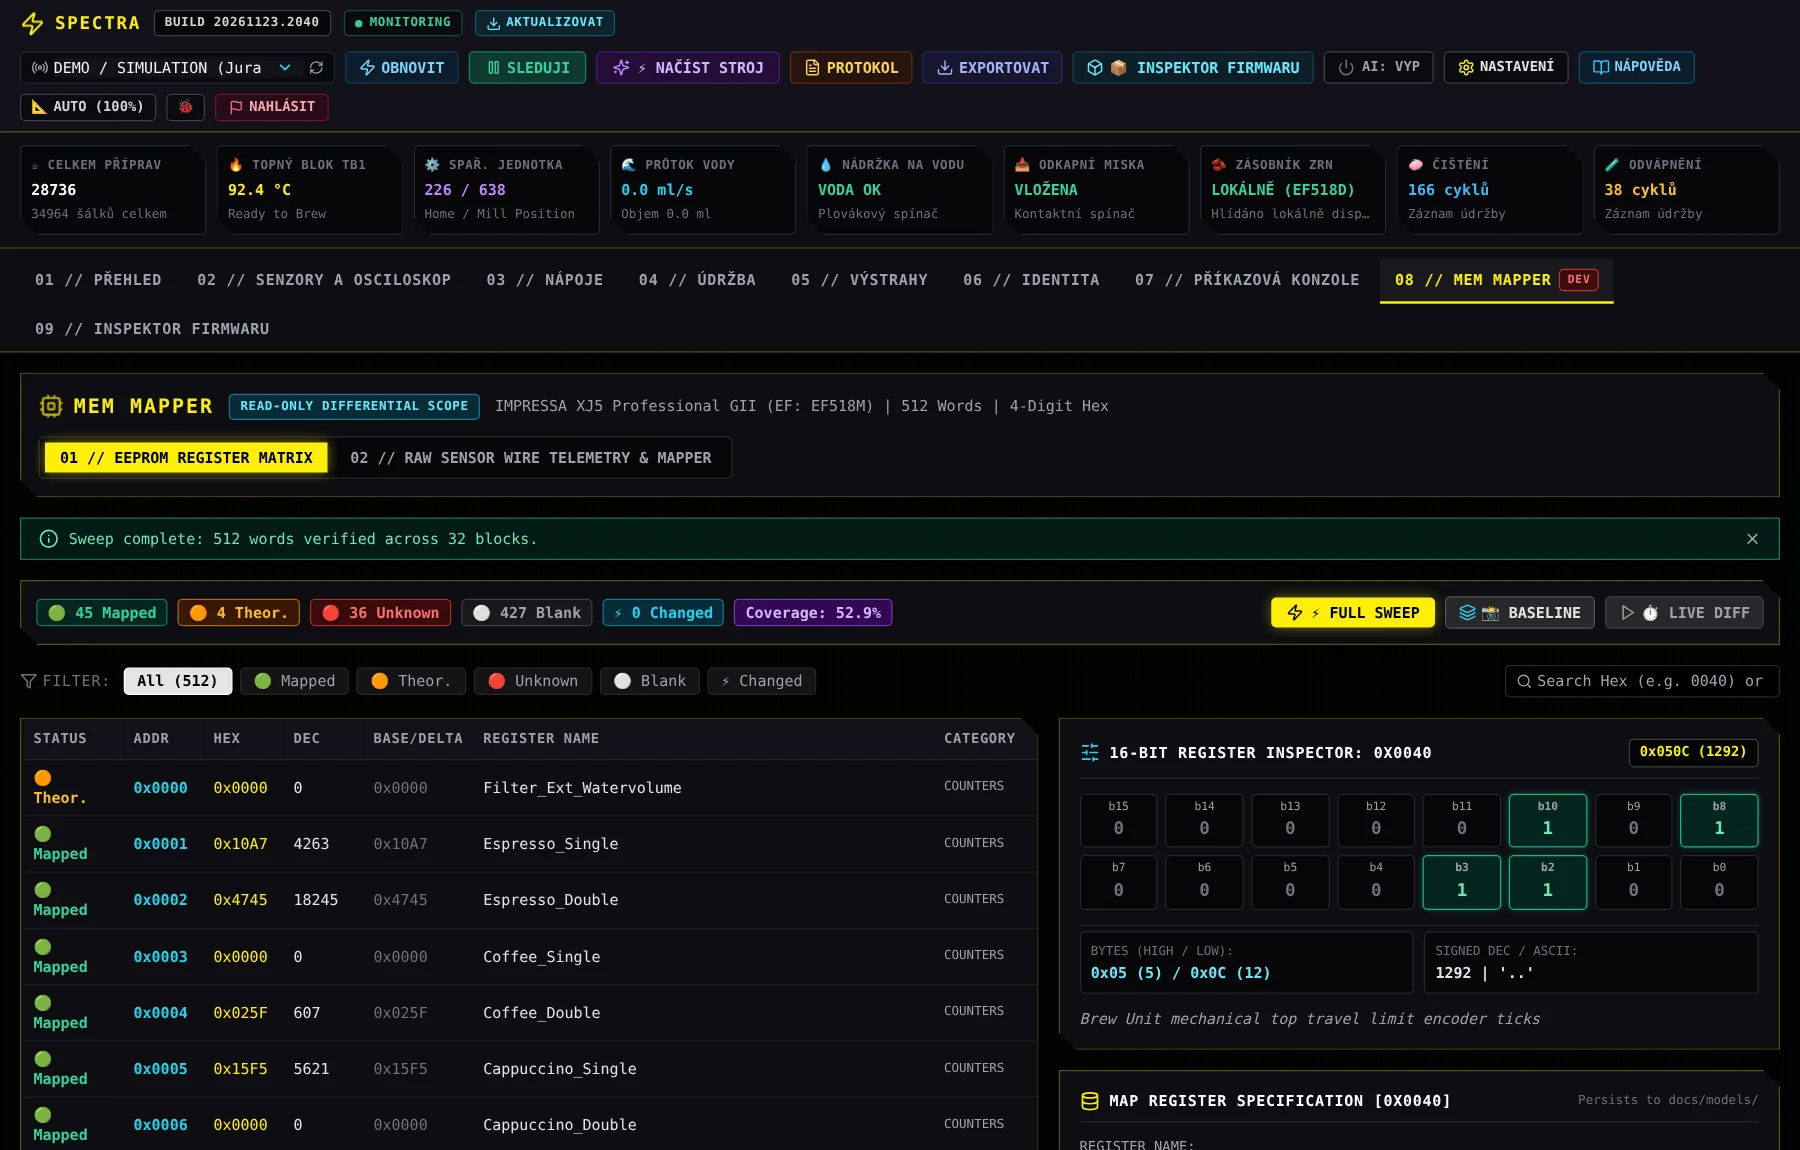 SPECTRA BUILD 20261123.2040 MONITORING AKTUALIZOVAT
DEMO / SIMULATION (Jura OBNOVIT SLEDUJI ⚡ NAČÍST STROJ PROTOKOL EXPORTOVAT INSPEKTOR FIRMWARU AI: VYP NASTAVENÍ NÁPOVĚDA
AUTO (100%) NAHLÁSIT
CELKEM PŘÍPRAV
28736
34964 šálků celkem
TOPNÝ BLOK TB1
92.4 °C
Ready to Brew
SPAŘ. JEDNOTKA
226 / 638
Home / Mill Position
PRŮTOK VODY
0.0 ml/s
Objem 0.0 ml
NÁDRŽKA NA VODU
VODA OK
Plovákový spínač
ODKAPNÍ MISKA
VLOŽENA
Kontaktní spínač
ZÁSOBNÍK ZRN
LOKÁLNĚ (EF518D)
Hlídáno lokálně disp…
ČIŠTĚNÍ
166 cyklů
Záznam údržby
ODVÁPNĚNÍ
38 cyklů
Záznam údržby
01 // PŘEHLED 02 // SENZORY A OSCILOSKOP 03 // NÁPOJE 04 // ÚDRŽBA 05 // VÝSTRAHY 06 // IDENTITA 07 // PŘÍKAZOVÁ KONZOLE 08 // MEM MAPPER DEV
09 // INSPEKTOR FIRMWARU
MEM MAPPER READ-ONLY DIFFERENTIAL SCOPE IMPRESSA XJ5 Professional GII (EF: EF518M) | 512 Words | 4-Digit Hex
01 // EEPROM REGISTER MATRIX 02 // RAW SENSOR WIRE TELEMETRY & MAPPER
Sweep complete: 512 words verified across 32 blocks.
45 Mapped 4 Theor. 36 Unknown 427 Blank ⚡ 0 Changed Coverage: 52.9% ⚡ FULL SWEEP BASELINE LIVE DIFF
FILTER: All (512) Mapped Theor. Unknown Blank ⚡ Changed Search Hex (e.g. 0040) or
STATUS ADDR HEX DEC BASE/DELTA REGISTER NAME CATEGORY
Theor. 0x0000 0x0000 0 0x0000 Filter_Ext_Watervolume COUNTERS
Mapped 0x0001 0x10A7 4263 0x10A7 Espresso_Single COUNTERS
Mapped 0x0002 0x4745 18245 0x4745 Espresso_Double COUNTERS
Mapped 0x0003 0x0000 0 0x0000 Coffee_Single COUNTERS
Mapped 0x0004 0x025F 607 0x025F Coffee_Double COUNTERS
Mapped 0x0005 0x15F5 5621 0x15F5 Cappuccino_Single COUNTERS
Mapped 0x0006 0x0000 0 0x0000 Cappuccino_Double COUNTERS
16-BIT REGISTER INSPECTOR: 0X0040 0x050C (1292)
b15 b14 b13 b12 b11 b10 b9 b8
0 0 0 0 0 1 0 1
b7 b6 b5 b4 b3 b2 b1 b0
0 0 0 0 1 1 0 0
BYTES (HIGH / LOW):
0x05 (5) / 0x0C (12)
SIGNED DEC / ASCII:
1292 | '..'
Brew Unit mechanical top travel limit encoder ticks
MAP REGISTER SPECIFICATION [0X0040] Persists to docs/models/
REGISTER NAME: